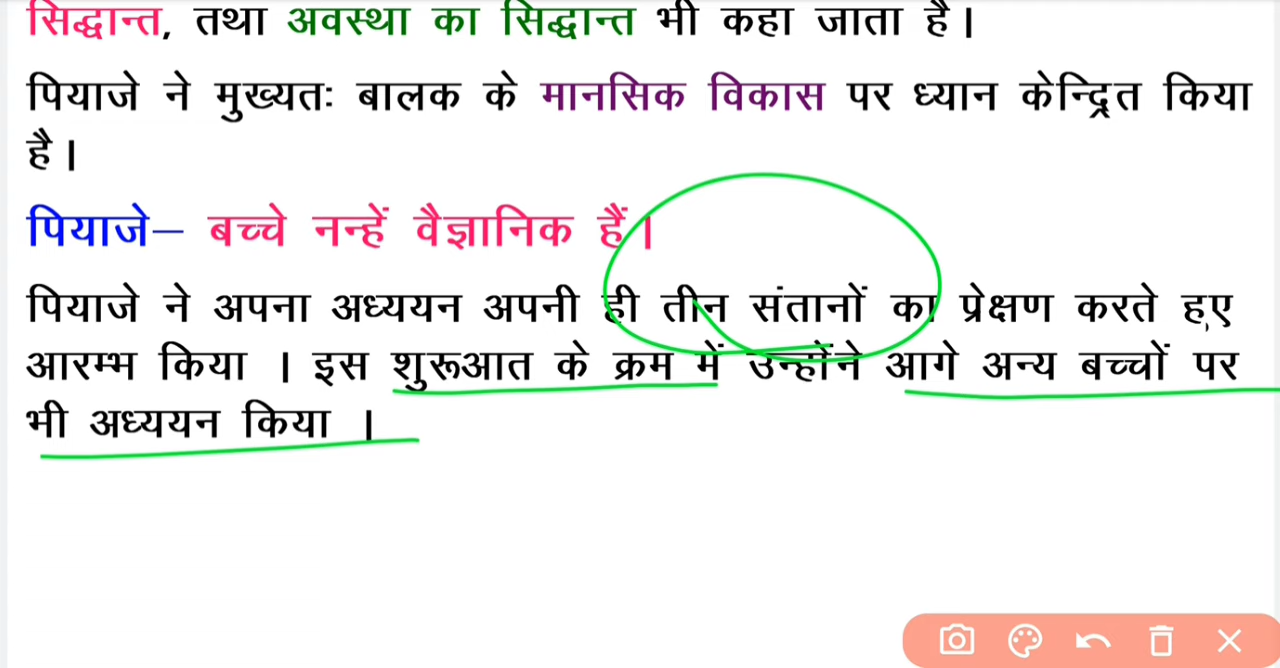 सिद्धान्त, तथा अवस्था का सिद्धान्त भी कहा जाता है।
पियाजे ने मुख्यतः बालक के मानसिक विकास पर ध्यान केन्द्रित किया
है।
पियाजे– बच्चे नन्हें वैज्ञानिक हैं।
पियाजे ने अपना अध्ययन अपनी ही तीन संतानों का प्रेक्षण करते हुए
आरम्भ किया । इस शुरूआत के क्रम में उन्होंने आगे अन्य बच्चों पर
भी अध्ययन किया ।